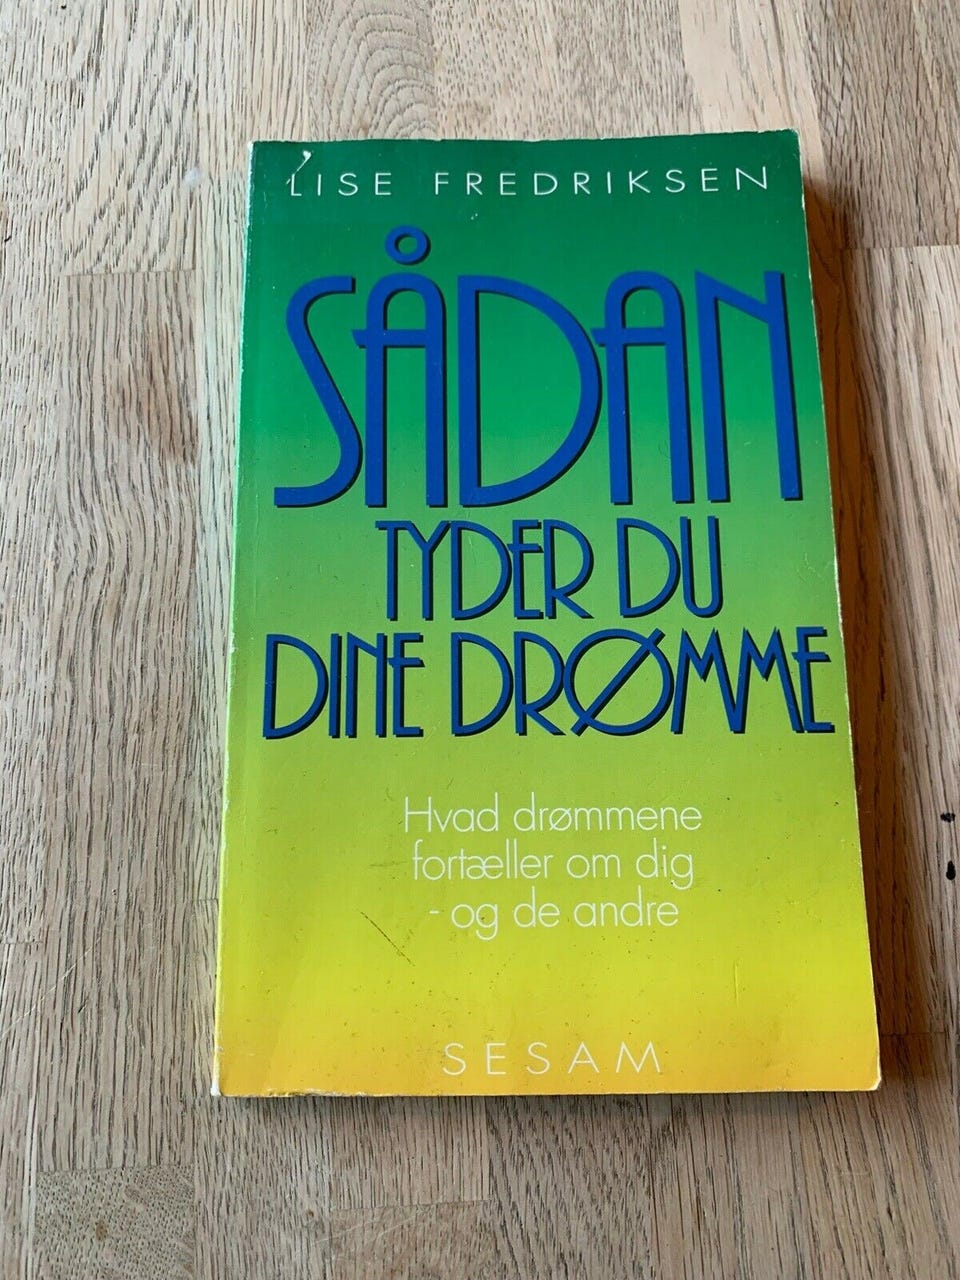 LISE FREDRIKSEN
SÅDAN
TYDER DU
DINE DRØMME
Hvad drømmene
fortæller om dig
- og de andre
SESAM